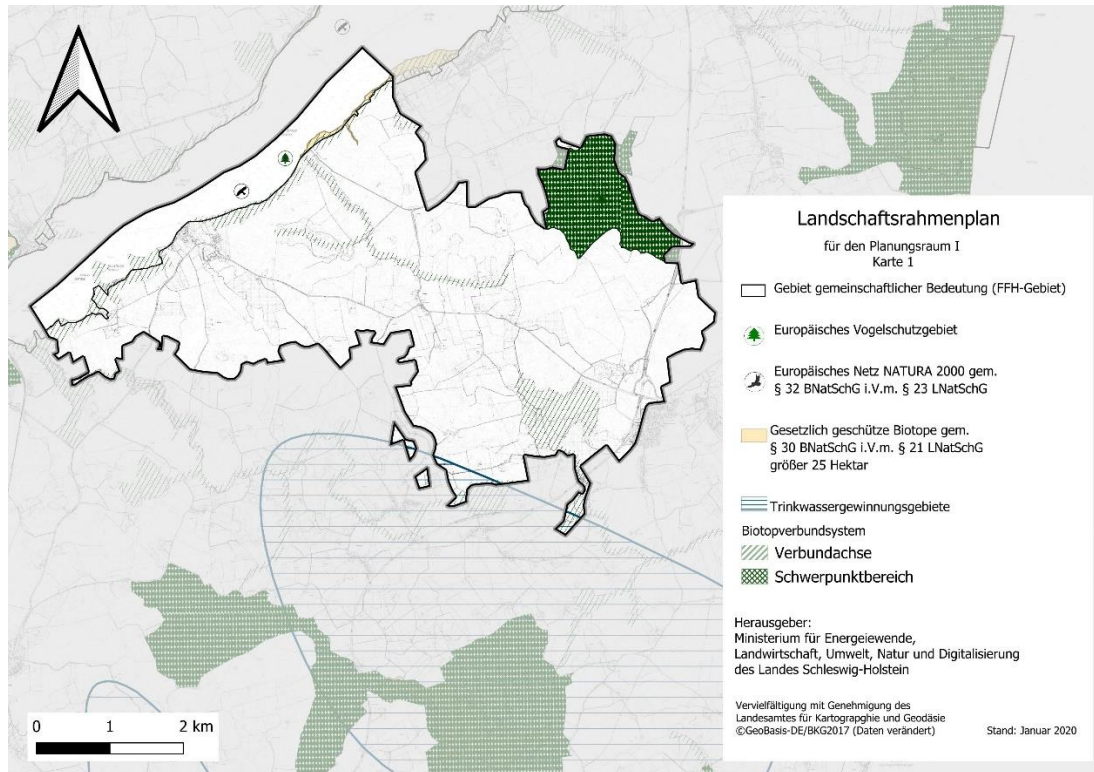 Landschaftsrahmenplan
für den Planungsraum I
Karte 1
Gebiet gemeinschaftlicher Bedeutung (FFH-Gebiet)
Europäisches Vogelschutzgebiet
Europäisches Netz NATURA 2000 gem.
§ 32 BNatSchG i.V.m. § 23 LNatSchG
Gesetzlich geschütze Biotope gem.
§ 30 BNatSchG i.V.m. § 21 LNatSchG
größer 25 Hektar
Trinkwassergewinnungsgebiete
Biotopverbundsystem
Verbundachse
Schwerpunktbereich
Herausgeber:
Ministerium für Energeiewende,
Landwirtschaft, Umwelt, Natur und Digitalisierung
des Landes Schleswig-Holstein
Vervielfältigung mit Genehmigung des
Landesamtes für Kartograpghie und Geodäsie
©GeoBasis-DE/BKG2017 (Daten verändert) Stand: Januar 2020
0 1 2 km